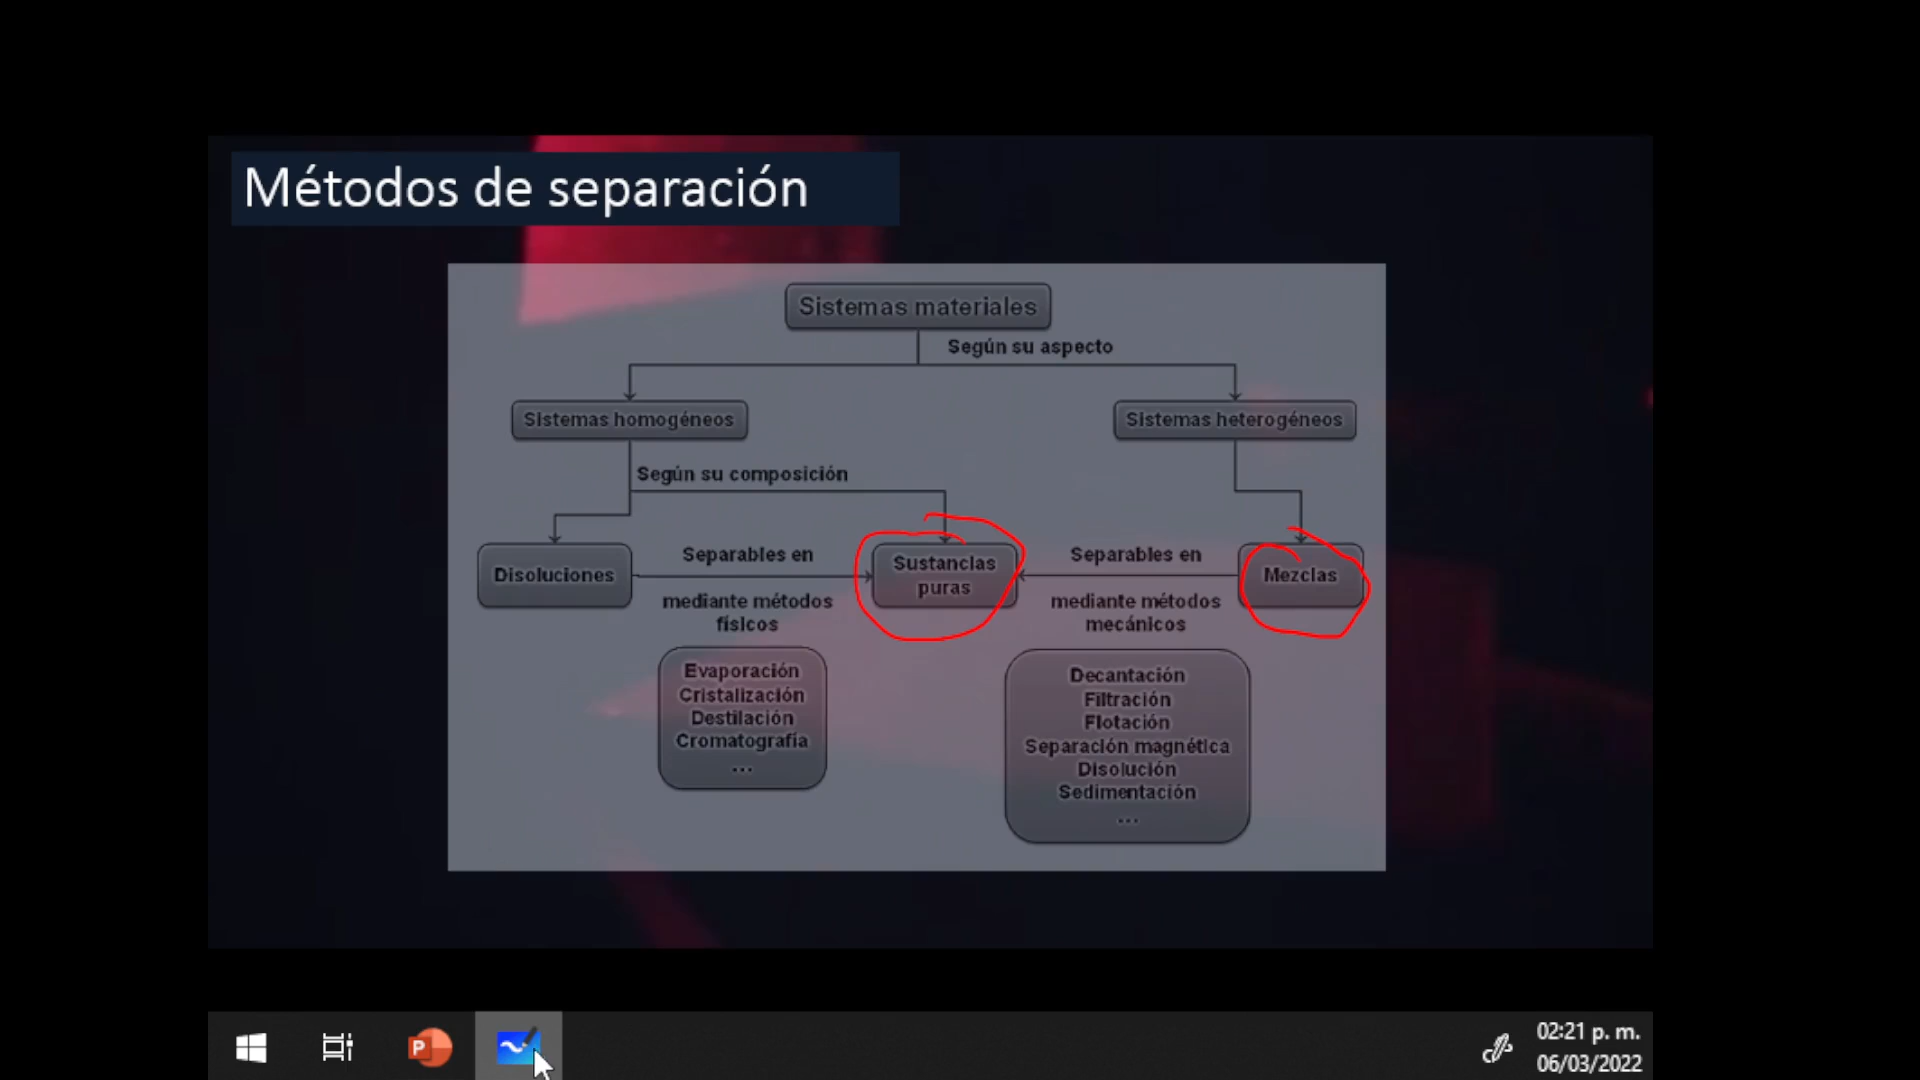 Métodos de separación
Sistemas materiales
Según su aspecto
Sistemas homogéneos
Sistemas heterogéneos
Según su composición
Disoluciones
Separables en
mediante métodos
físicos
Sustancias
puras
Separables en
mediante métodos
mecánicos
Mezclas
Evaporación
Cristalización
Destilación
Cromatografía
...
Decantación
Filtración
Flotación
Separación magnética
Disolución
Sedimentación
...
P
02:21 p. m.
06/03/2022